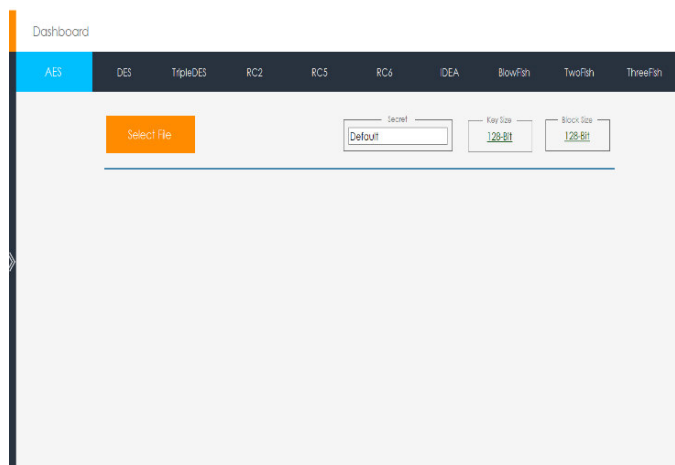 Dashboard
AES DES TripleDES RC2 RC5 RC6 IDEA BlowFish TwoFish ThreeFish
Select File
Secret Key Size Block Size
Default 128-Bit 128-Bit